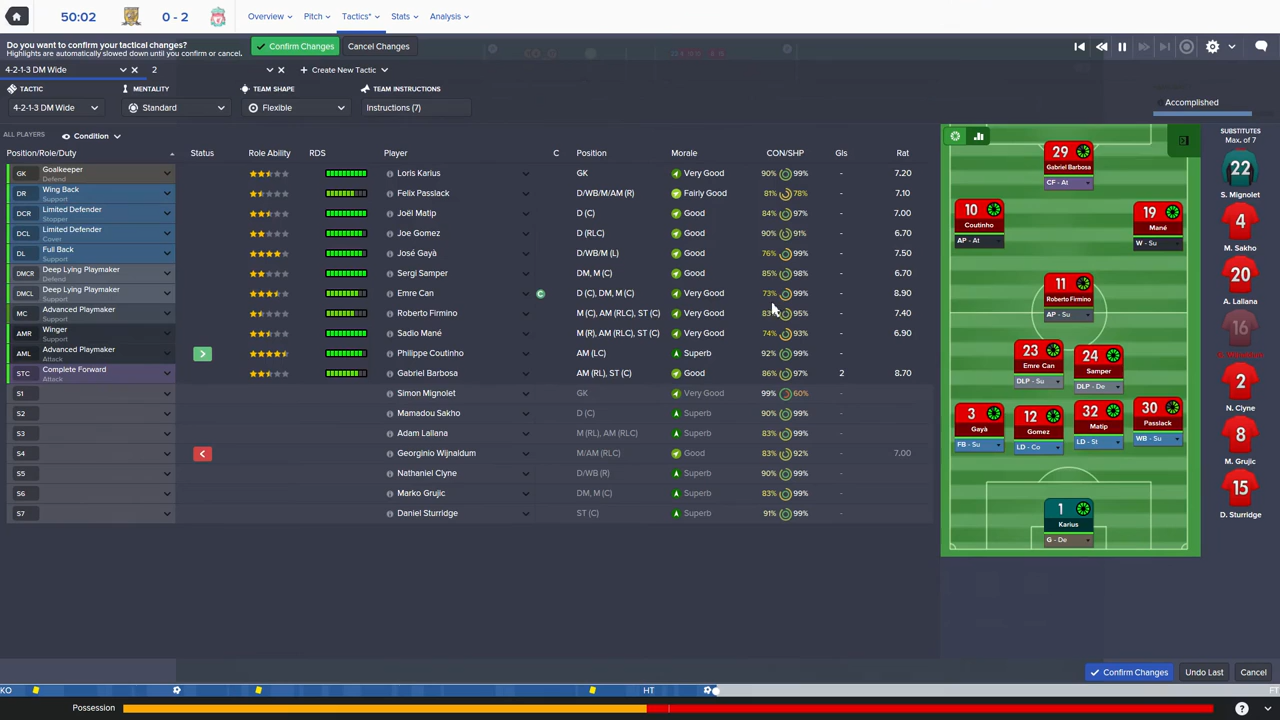 50:02 0 - 2 Overview Pitch Tactics* Stats Analysis
Do you want to confirm your tactical changes? Confirm Changes Cancel Changes
Highlights are automatically slowed down until you confirm or cancel.
4-2-1-3 DM Wide 2 Create New Tactic
TACTIC MENTALITY TEAM SHAPE TEAM INSTRUCTIONS
4-2-1-3 DM Wide Standard Flexible Instructions (7) Accomplished
ALL PLAYERS Condition
Position/Role/Duty Status Role Ability RDS Player C Position Morale CON/SHP Gls Rat
GK Goalkeeper Defend Loris Karius GK Very Good 90% 99% - 7.20
DR Wing Back Support Felix Passlack D/WB/M/AM (R) Fairly Good 81% 78% - 7.10
DCR Limited Defender Stopper Joël Matip D (C) Good 84% 97% - 7.00
DCL Limited Defender Cover Joe Gomez D (RLC) Good 90% 91% - 6.70
DL Full Back Support José Gayà D/WB/M (L) Good 76% 99% - 7.50
DMCR Deep Lying Playmaker Defend Sergi Samper DM, M (C) Good 85% 98% - 6.70
DMCL Deep Lying Playmaker Support Emre Can C D (C), DM, M (C) Very Good 73% 99% - 8.90
MC Advanced Playmaker Support Roberto Firmino M (C), AM (RLC), ST (C) Very Good 83% 95% - 7.40
AMR Winger Support Sadio Mané M (R), AM (RLC), ST (C) Very Good 74% 93% - 6.90
AML Advanced Playmaker Attack Philippe Coutinho AM (LC) Superb 92% 99% -
STC Complete Forward Attack Gabriel Barbosa AM (RL), ST (C) Good 86% 97% 2 8.70
S1 Simon Mignolet GK Very Good 99% 60% -
S2 Mamadou Sakho D (C) Superb 90% 99% -
S3 Adam Lallana M (RL), AM (RLC) Superb 83% 99% -
S4 Georginio Wijnaldum M/AM (RLC) Good 83% 92% - 7.00
S5 Nathaniel Clyne D/WB (R) Superb 90% 99% -
S6 Marko Grujic DM, M (C) Superb 83% 99% -
S7 Daniel Sturridge ST (C) Superb 91% 99% -
29
Gabriel Barbosa
CF - At
10 19
Coutinho Mané
AP - At W - Su
11
Roberto Firmino
AP - Su
23 24
Emre Can Samper
DLP - Su DLP - De
3 12 32 30
Gayà Gomez Matip Passlack
FB - Su LD - Co LD - St WB - Su
1
Karius
G - De
SUBSTITUTES
Max. of 7
22
S. Mignolet
4
M. Sakho
20
A. Lallana
16
2
N. Clyne
8
M. Grujic
15
D. Sturridge
Confirm Changes Undo Last Cancel
KO HT FT
Possession